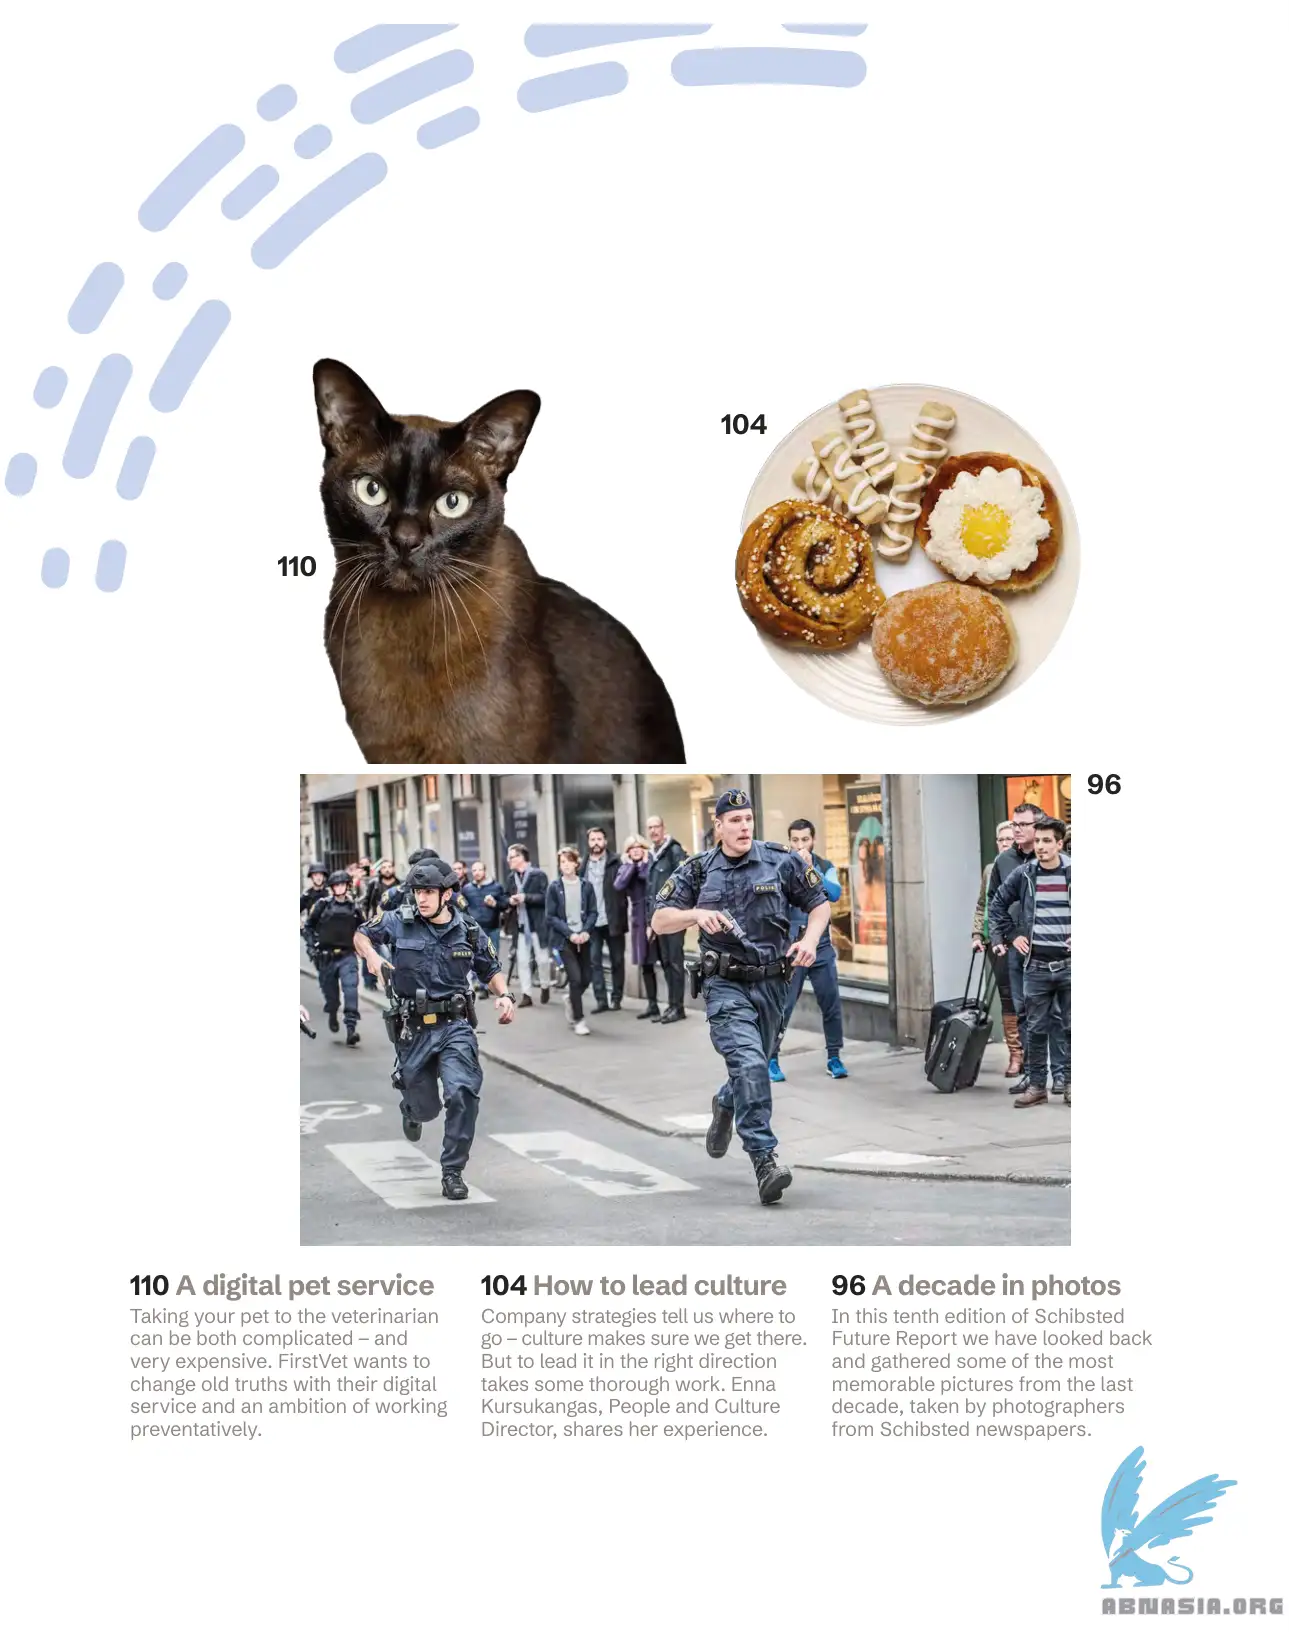 104
110
96
POLIS
POLIS
110 A digital pet service
Taking your pet to the veterinarian
can be both complicated – and
very expensive. FirstVet wants to
change old truths with their digital
service and an ambition of working
preventatively.
104 How to lead culture
Company strategies tell us where to
go – culture makes sure we get there.
But to lead it in the right direction
takes some thorough work. Enna
Kursukangas, People and Culture
Director, shares her experience.
96 A decade in photos
In this tenth edition of Schibsted
Future Report we have looked back
and gathered some of the most
memorable pictures from the last
decade, taken by photographers
from Schibsted newspapers.
ABNASIA.ORG